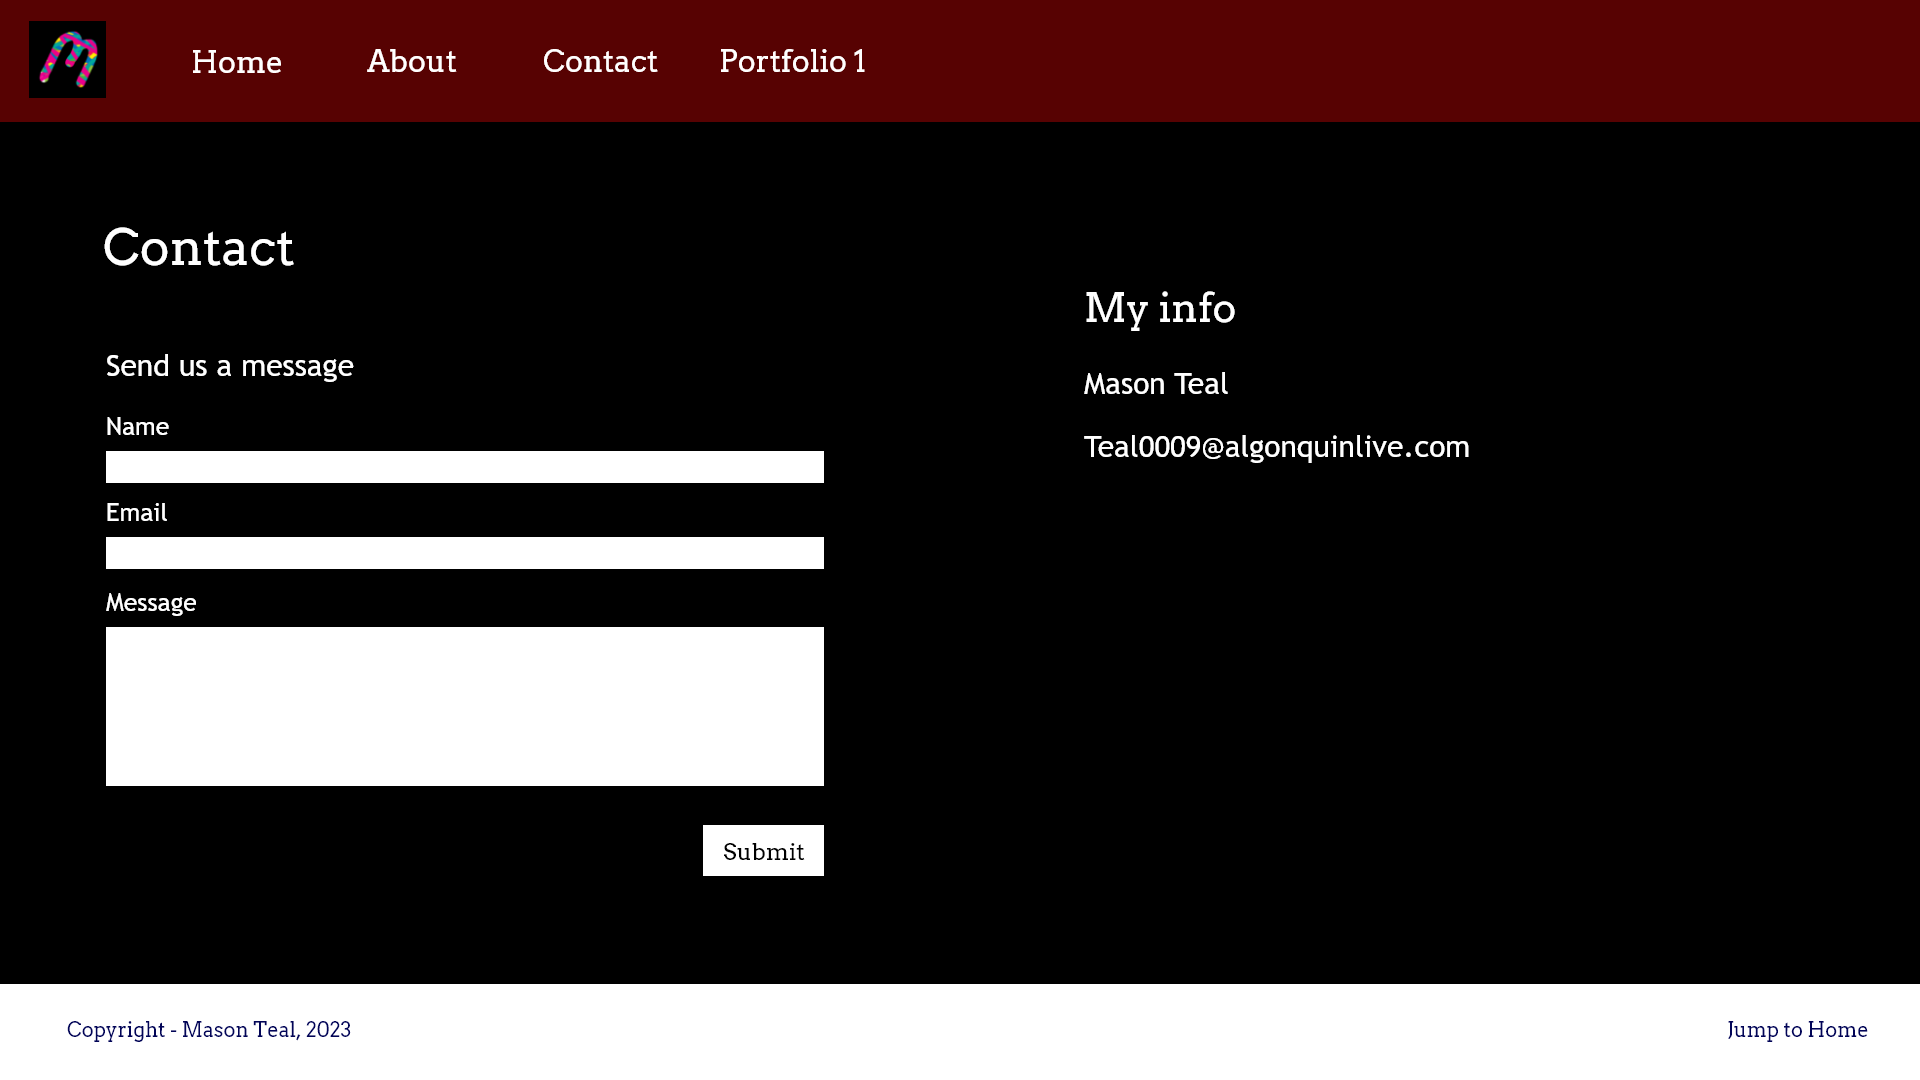 M
Home
About
Contact
Portfolio 1
Contact
Send us a message
Name
Email
Message
Submit
My info
Mason Teal
Teal0009@algonquinlive.com
Copyright - Mason Teal, 2023
Jump to Home